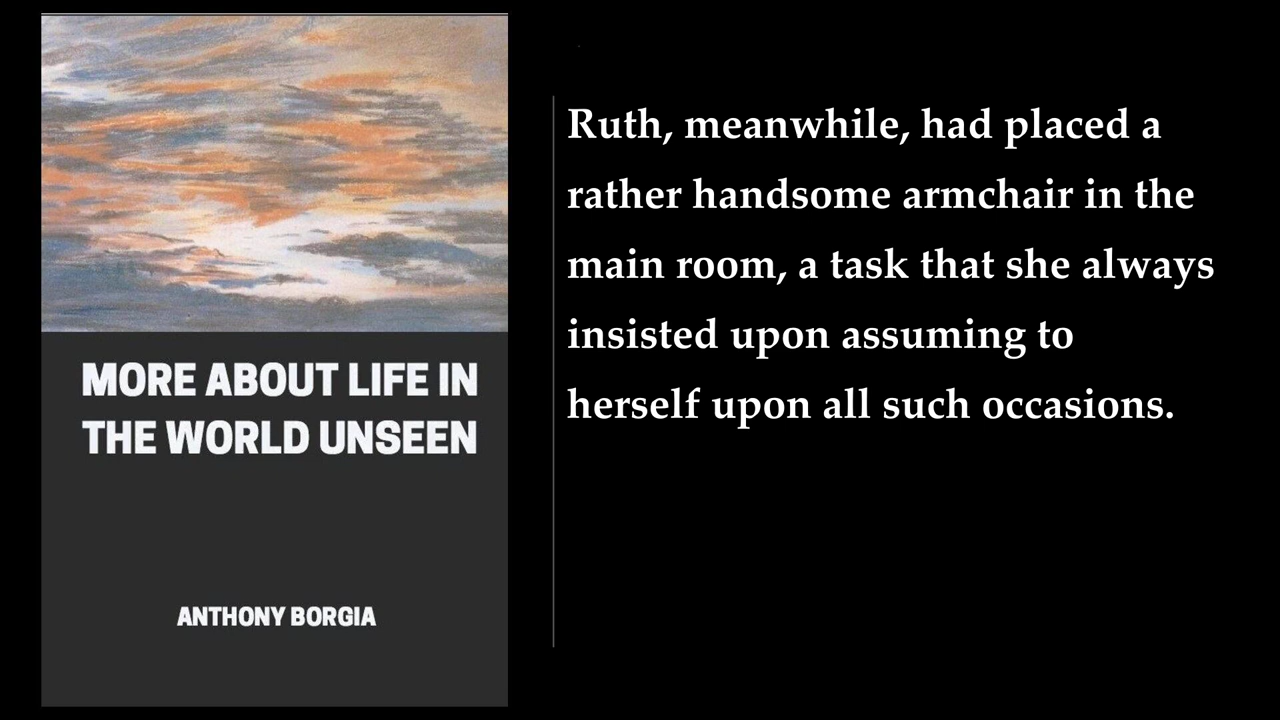 MORE ABOUT LIFE IN
THE WORLD UNSEEN
ANTHONY BORGIA
Ruth, meanwhile, had placed a
rather handsome armchair in the
main room, a task that she always
insisted upon assuming to
herself upon all such occasions.